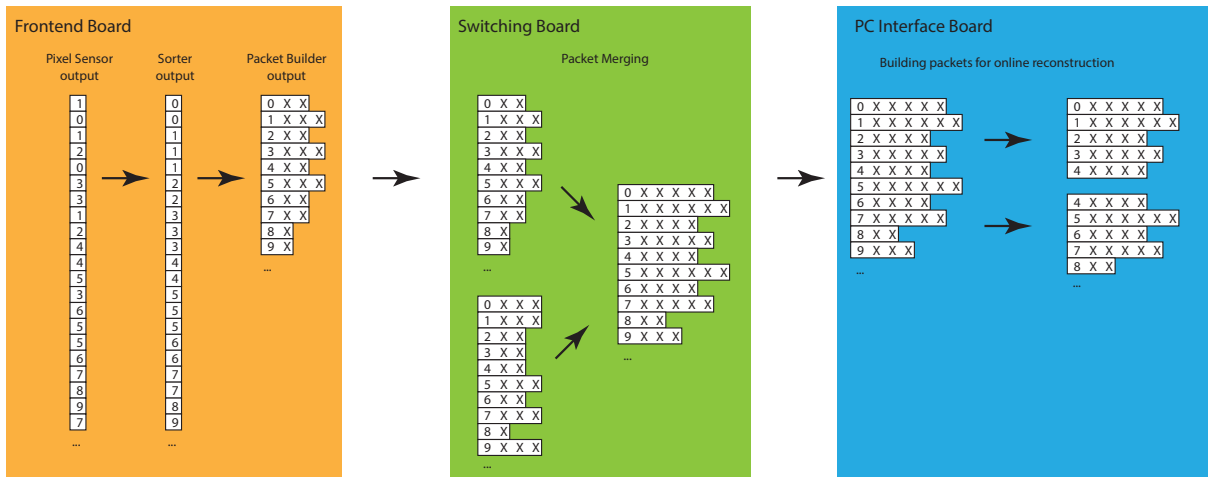 Frontend Board
Pixel Sensor
output
1
0
1
2
0
3
3
1
2
4
4
5
3
6
5
5
6
7
8
9
7
...
Sorter
output
0
0
1
1
1
2
2
3
3
3
4
4
5
5
5
6
6
7
7
8
9
...
Packet Builder
output
0 X X
1 X X X
2 X X
3 X X X
4 X X
5 X X X
6 X X
7 X X
8 X
9 X
...
Switching Board
Packet Merging
0 X X
1 X X X
2 X X
3 X X X
4 X X
5 X X X
6 X X
7 X X
8 X
9 X
...
0 X X X
1 X X X
2 X X
3 X X
4 X X
5 X X X
6 X X
7 X X X
8 X
9 X X X
...
0 X X X X X
1 X X X X X X
2 X X X X
3 X X X X X
4 X X X X
5 X X X X X X
6 X X X X
7 X X X X X
8 X X
9 X X X
...
PC Interface Board
Building packets for online reconstruction
0 X X X X X
1 X X X X X X
2 X X X X
3 X X X X X
4 X X X X
5 X X X X X X
6 X X X X
7 X X X X X
8 X X
9 X X X
...
0 X X X X X
1 X X X X X X
2 X X X X
3 X X X X X
4 X X X X
4 X X X X
5 X X X X X X
6 X X X X
7 X X X X X
8 X X
...